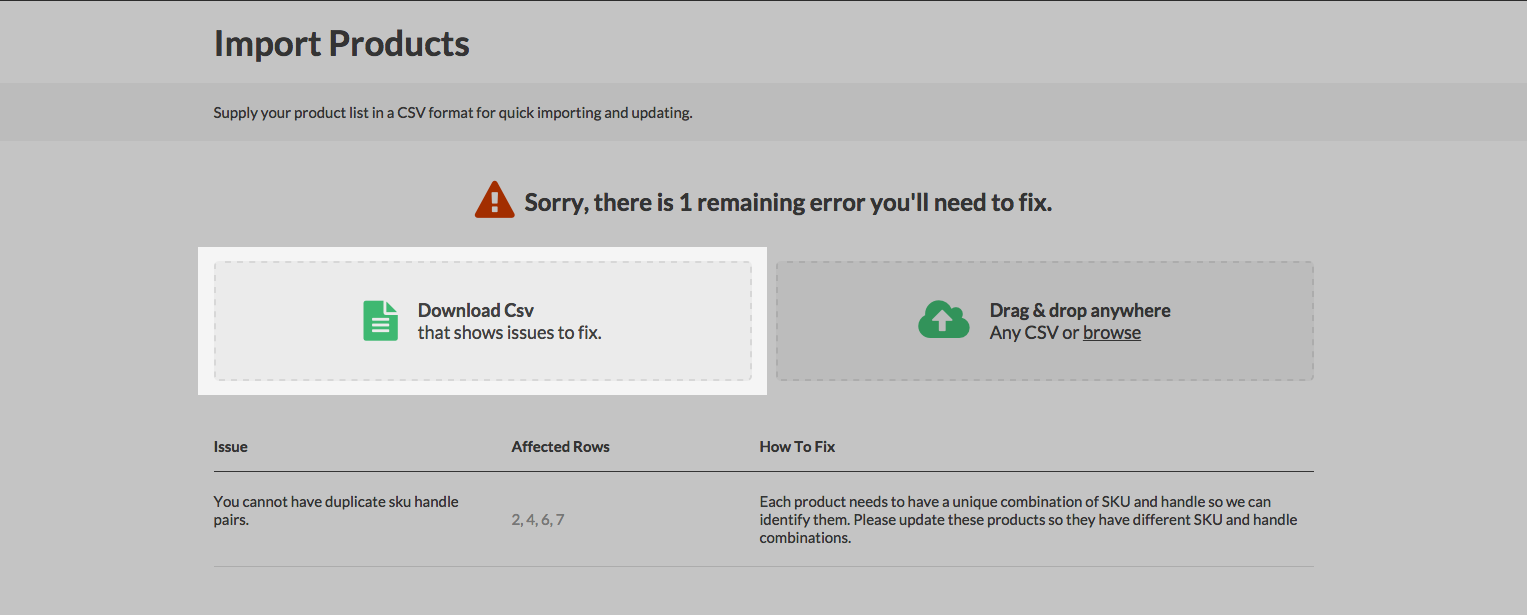 Import Products
Supply your product list in a CSV format for quick importing and updating.
Sorry, there is 1 remaining error you'll need to fix.
Download Csv
that shows issues to fix.
Drag & drop anywhere
Any CSV or browse
Issue
Affected Rows
How To Fix
You cannot have duplicate sku handle
pairs.
2, 4, 6, 7
Each product needs to have a unique combination of SKU and handle so we can
identify them. Please update these products so they have different SKU and handle
combinations.